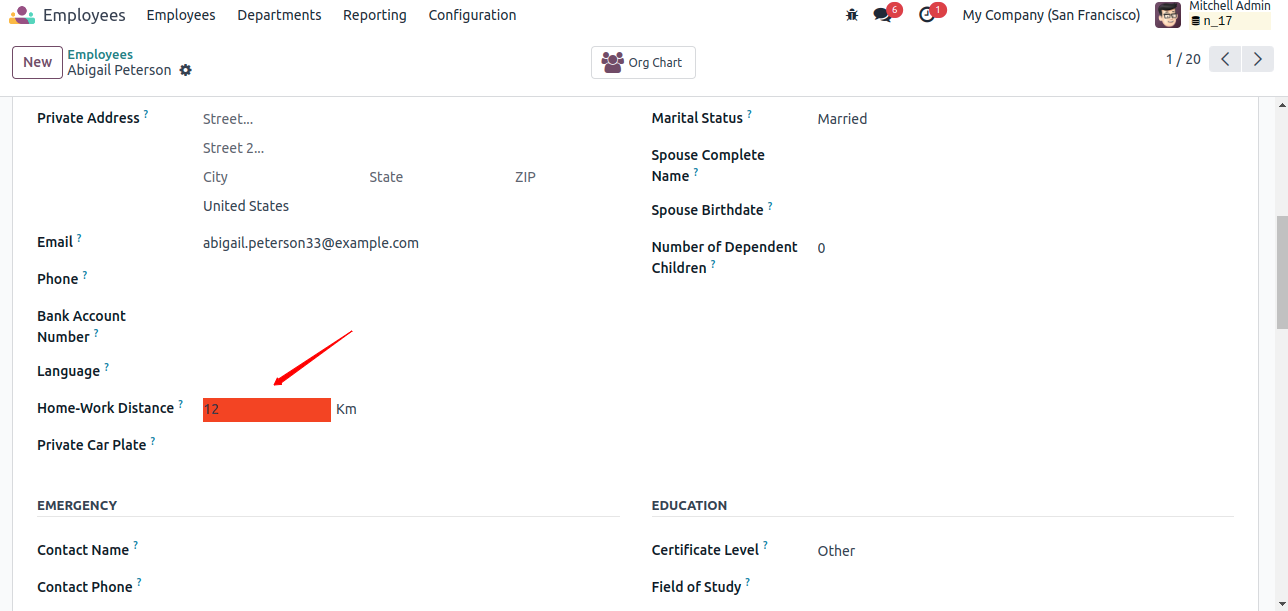 Employees Employees Departments Reporting Configuration 6 1 My Company (San Francisco) Mitchell Admin
n_17
New Employees
Abigail Peterson
Org Chart
1 / 20
Private Address ? Street...
Street 2...
City State ZIP
United States
Email ? abigail.peterson33@example.com
Phone ?
Bank Account
Number ?
Language ?
Home-Work Distance ? 12 Km
Private Car Plate ?
Marital Status ? Married
Spouse Complete
Name ?
Spouse Birthdate ?
Number of Dependent
Children ? 0
EMERGENCY
Contact Name ?
Contact Phone ?
EDUCATION
Certificate Level ? Other
Field of Study ?